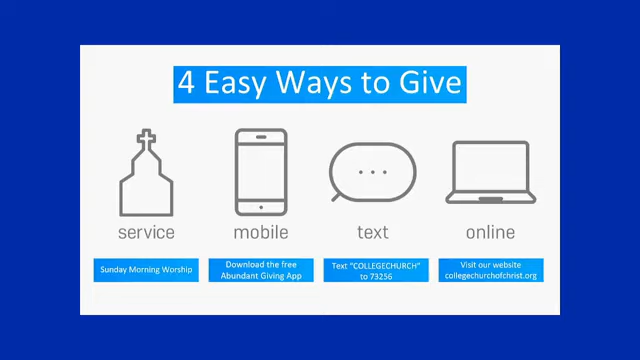 4 Easy Ways to Give
service
mobile
text
online
Sunday Morning Worship
Download the free
Abundant Giving App
Text "COLLEGECHURCH"
to 73256
Visit our website
collegechurchofchrist.org